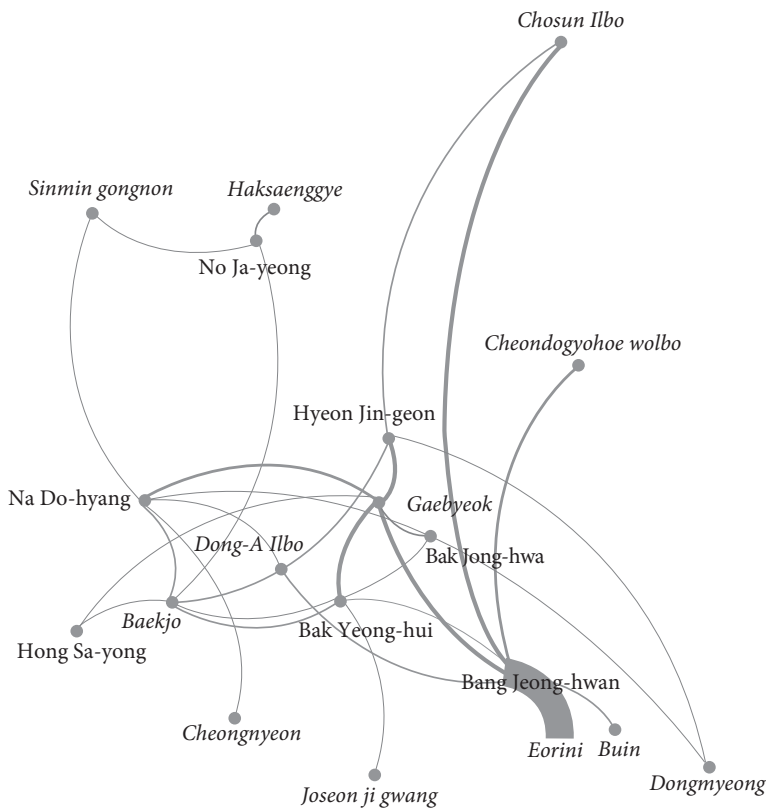 Chosun Ilbo
Sinmin gongnon
Haksaenggye
No Ja-yeong
Cheondogyohoe wolbo
Hyeon Jin-geon
Na Do-hyang
Gaebyeok
Dong-A Ilbo
Bak Jong-hwa
Baekjo
Bak Yeong-hui
Hong Sa-yong
Bang Jeong-hwan
Cheongnyeon
Eorini
Buin
Dongmyeong
Joseon ji gwang